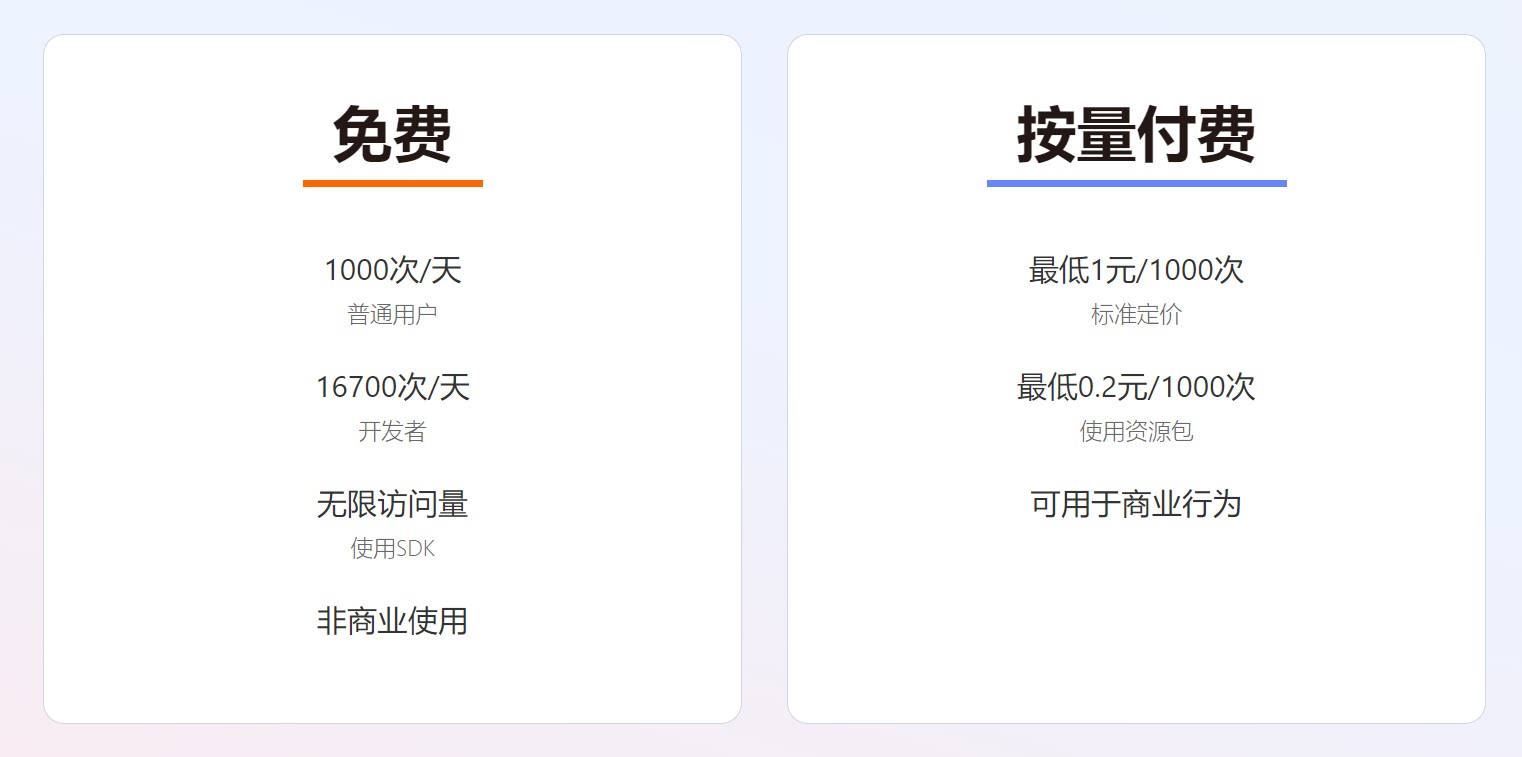 免费
1000次/天
普通用户
16700次/天
开发者
无限访问量
使用SDK
非商业使用
按量付费
最低1元/1000次
标准定价
最低0.2元/1000次
使用资源包
可用于商业行为